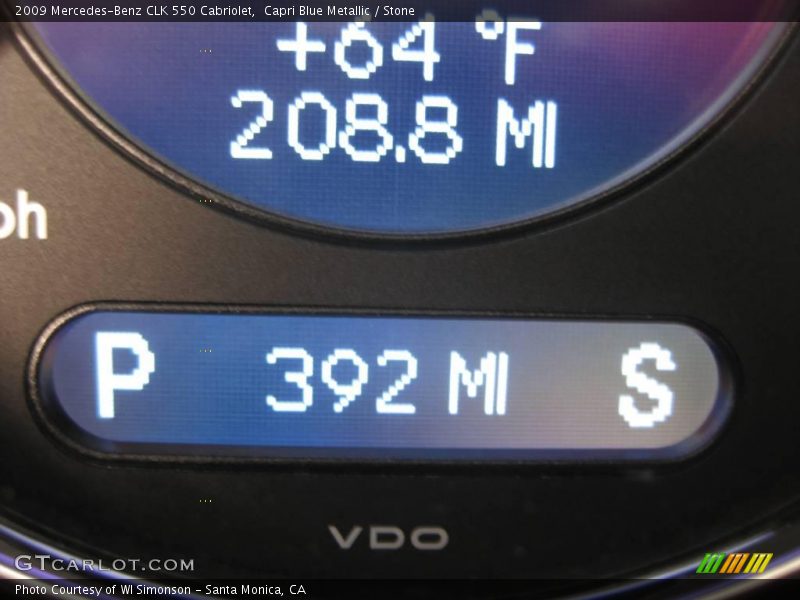 2009 Mercedes-Benz CLK 550 Cabriolet,  Capri Blue Metallic / Stone
+64 °F
208.8 MI
ph
P 392 MI S
VDO
GTCARLOT.COM
Photo Courtesy of WI Simonson - Santa Monica, CA